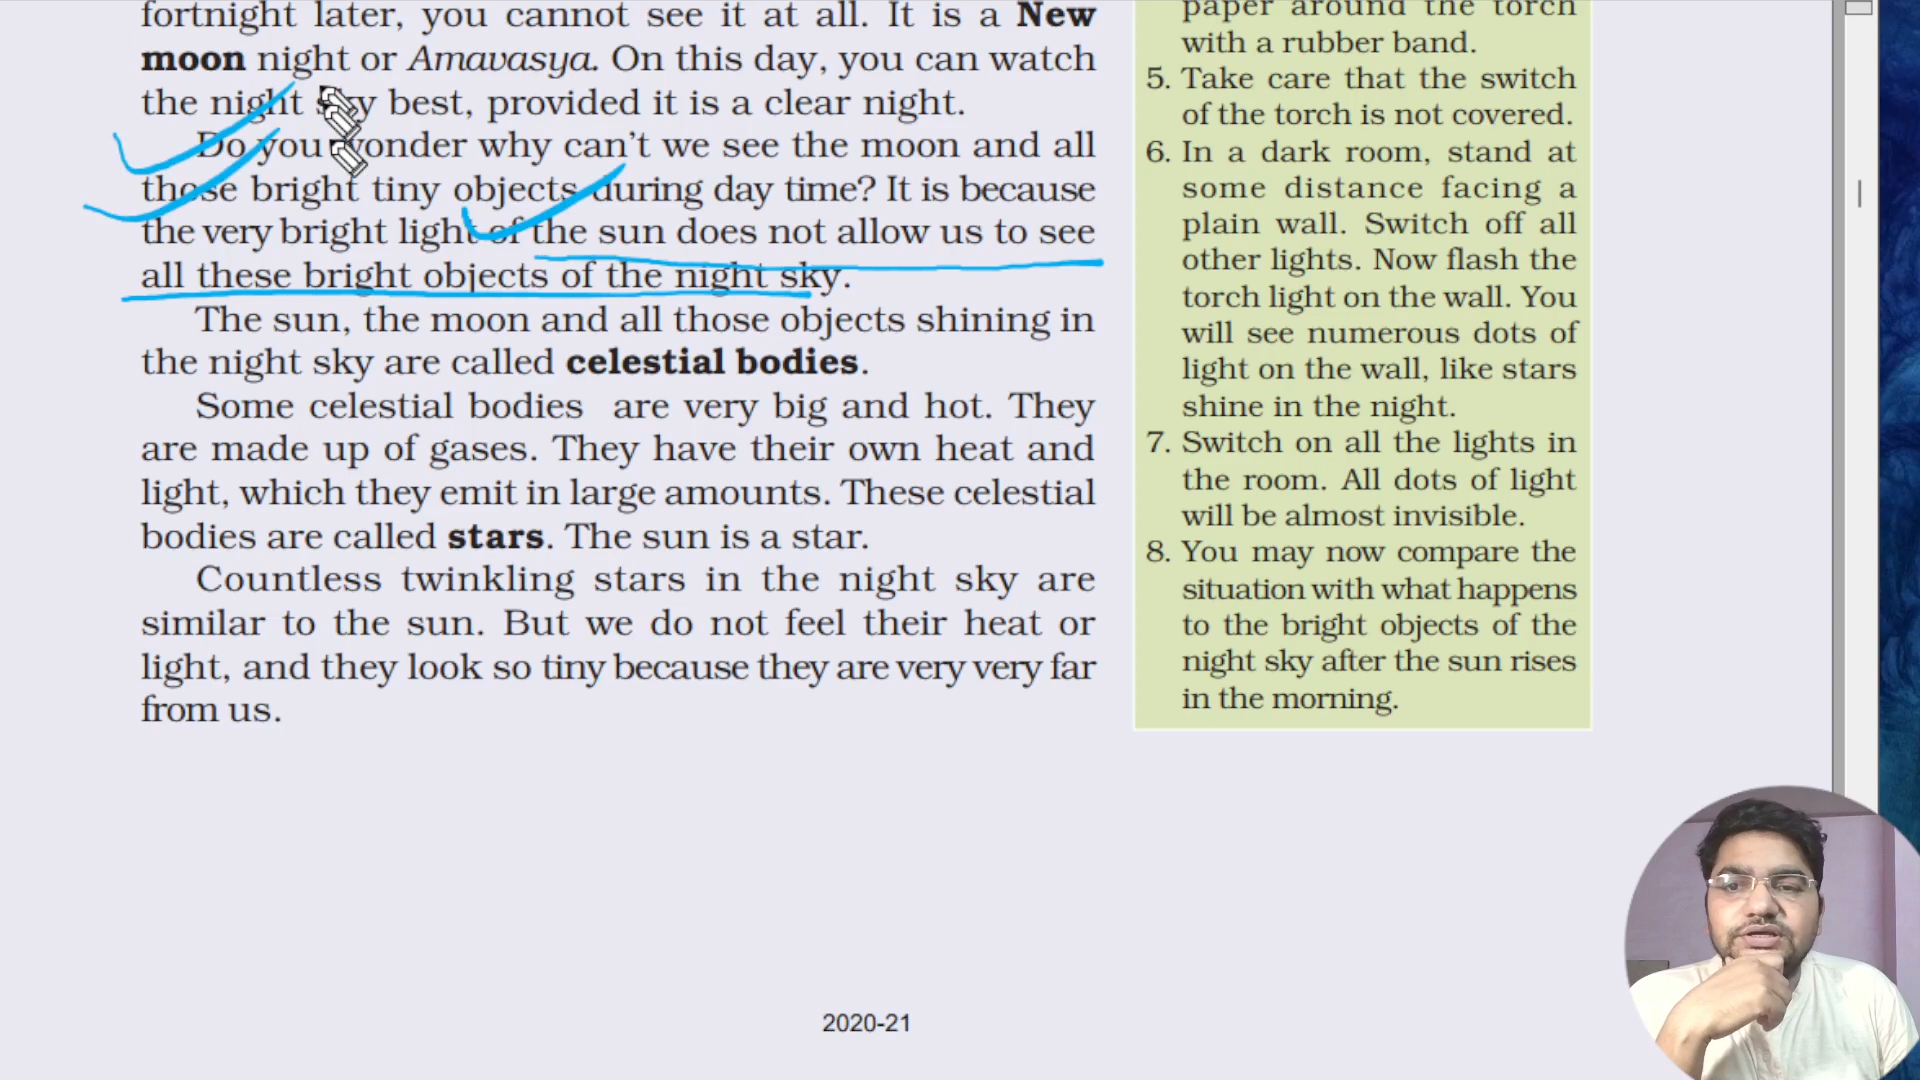 fortnight later, you cannot see it at all. It is a New
moon night or Amavasya. On this day, you can watch
the night sky best, provided it is a clear night.
Do you wonder why can't we see the moon and all
those bright tiny objects during day time? It is because
the very bright light of the sun does not allow us to see
all these bright objects of the night sky.
The sun, the moon and all those objects shining in
the night sky are called celestial bodies.
Some celestial bodies are very big and hot. They
are made up of gases. They have their own heat and
light, which they emit in large amounts. These celestial
bodies are called stars. The sun is a star.
Countless twinkling stars in the night sky are
similar to the sun. But we do not feel their heat or
light, and they look so tiny because they are very very far
from us.
paper around the torch
with a rubber band.
5. Take care that the switch
of the torch is not covered.
6. In a dark room, stand at
some distance facing a
plain wall. Switch off all
other lights. Now flash the
torch light on the wall. You
will see numerous dots of
light on the wall, like stars
shine in the night.
7. Switch on all the lights in
the room. All dots of light
will be almost invisible.
8. You may now compare the
situation with what happens
to the bright objects of the
night sky after the sun rises
in the morning.
2020-21